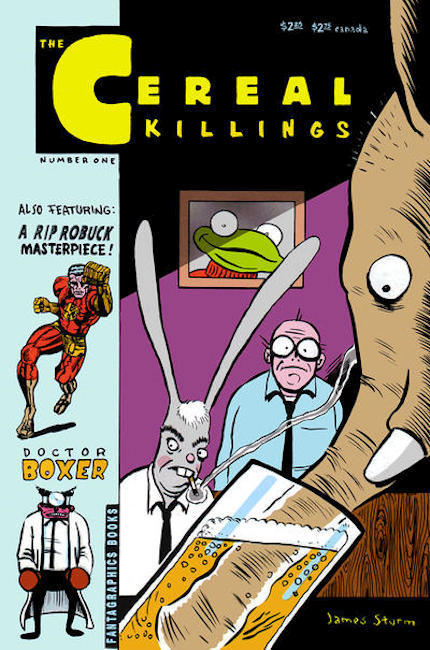 $2.25 $2.75 canada
THE
CEREAL
KILLINGS
NUMBER ONE
ALSO FEATURING:
A RIP ROBUCK
MASTERPIECE!
DOCTOR
BOXER
FANTAGRAPHICS BOOKS
James Sturm